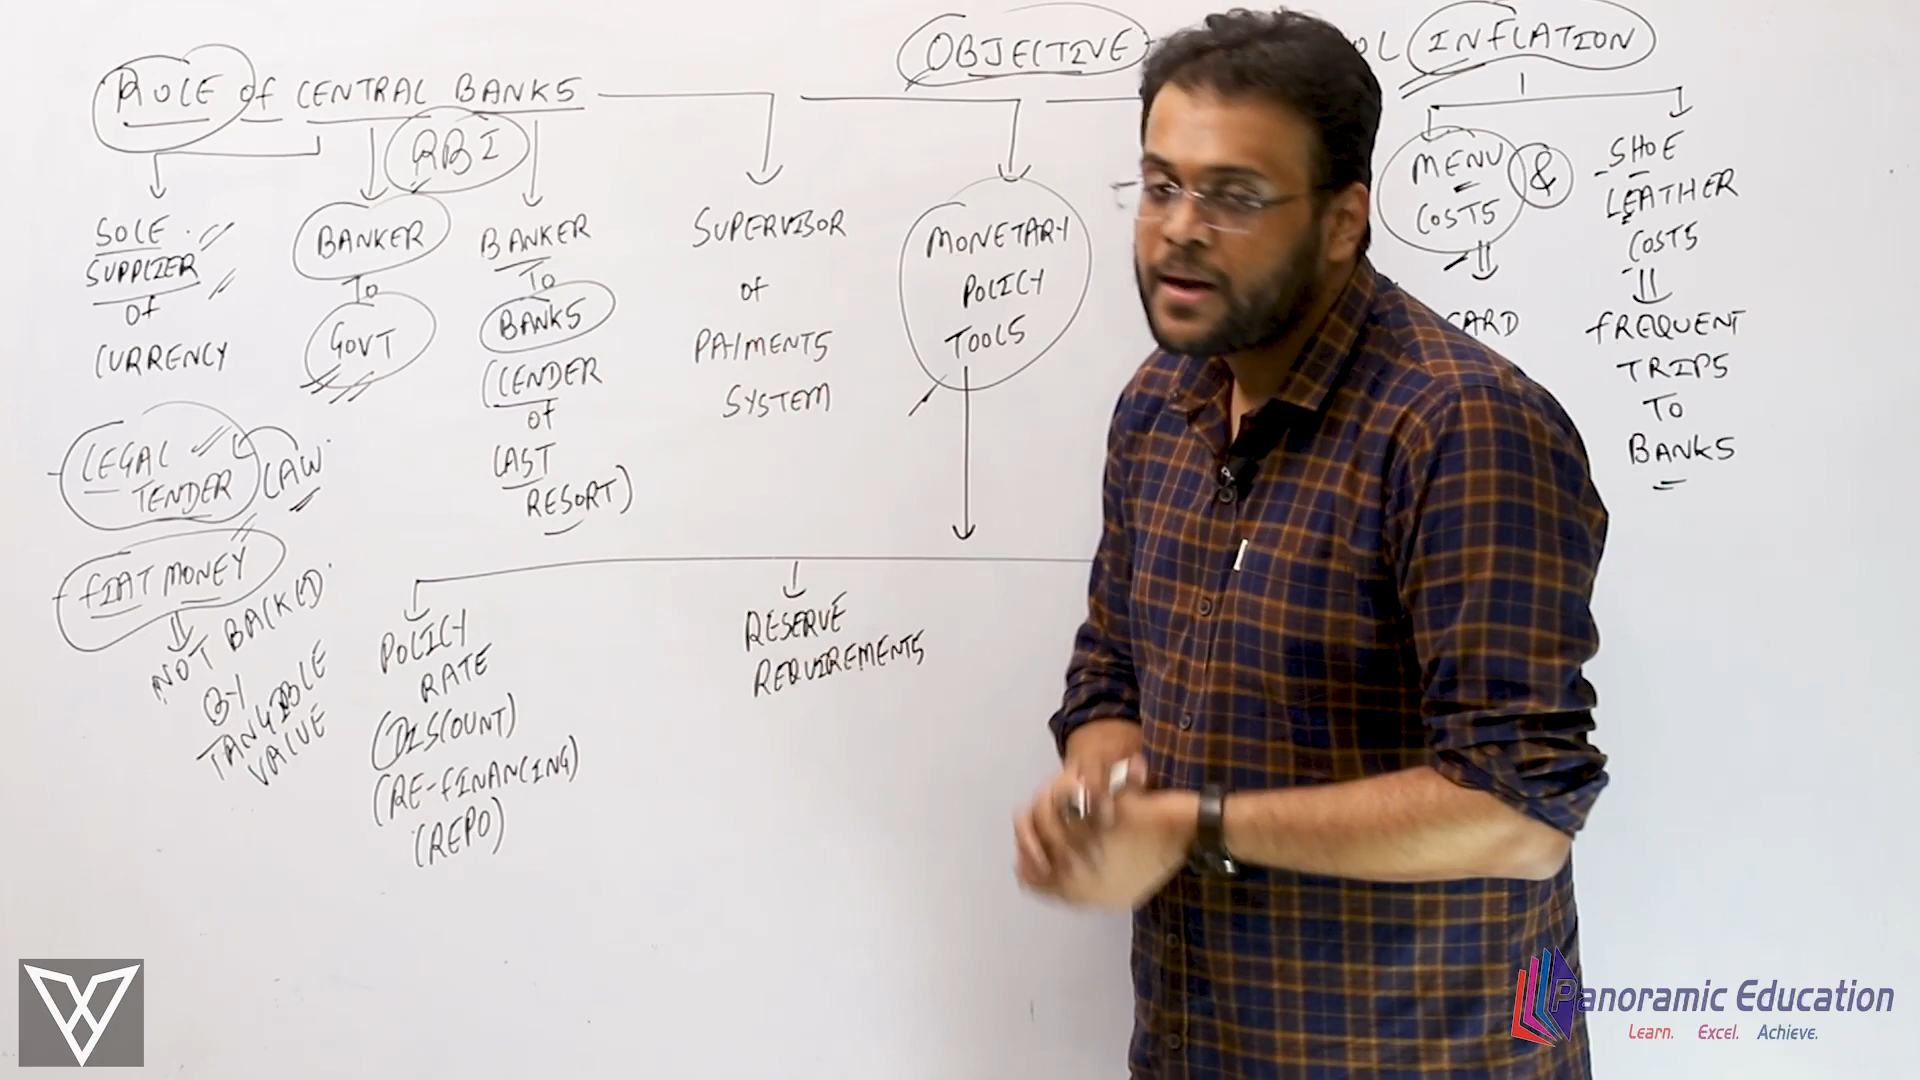 ROLE of CENTRAL BANKS
RBI
SOLE
SUPPLIER
of
CURRENCY
LEGAL
TENDER
LAW
FIAT MONEY
NOT BACKED
BY
TANGIBLE
VALUE
BANKER
To
GOVT
BANKER
To
BANKS
(LENDER
of
LAST
RESORT)
SUPERVISOR
of
PAYMENTS
SYSTEM
OBJECTIVE
OL INFLATION
MONETARY
POLICY
TOOLS
MENU
COSTS
&
SHOE
LEATHER
COSTS
CARD
fREQUENT
TRIPS
TO
BANKS
POLICY
RATE
(DISCOUNT)
(RE-fINANCING)
(REPO)
RESERVE
REQUIREMENTS
Panoramic Education
Learn. Excel. Achieve.